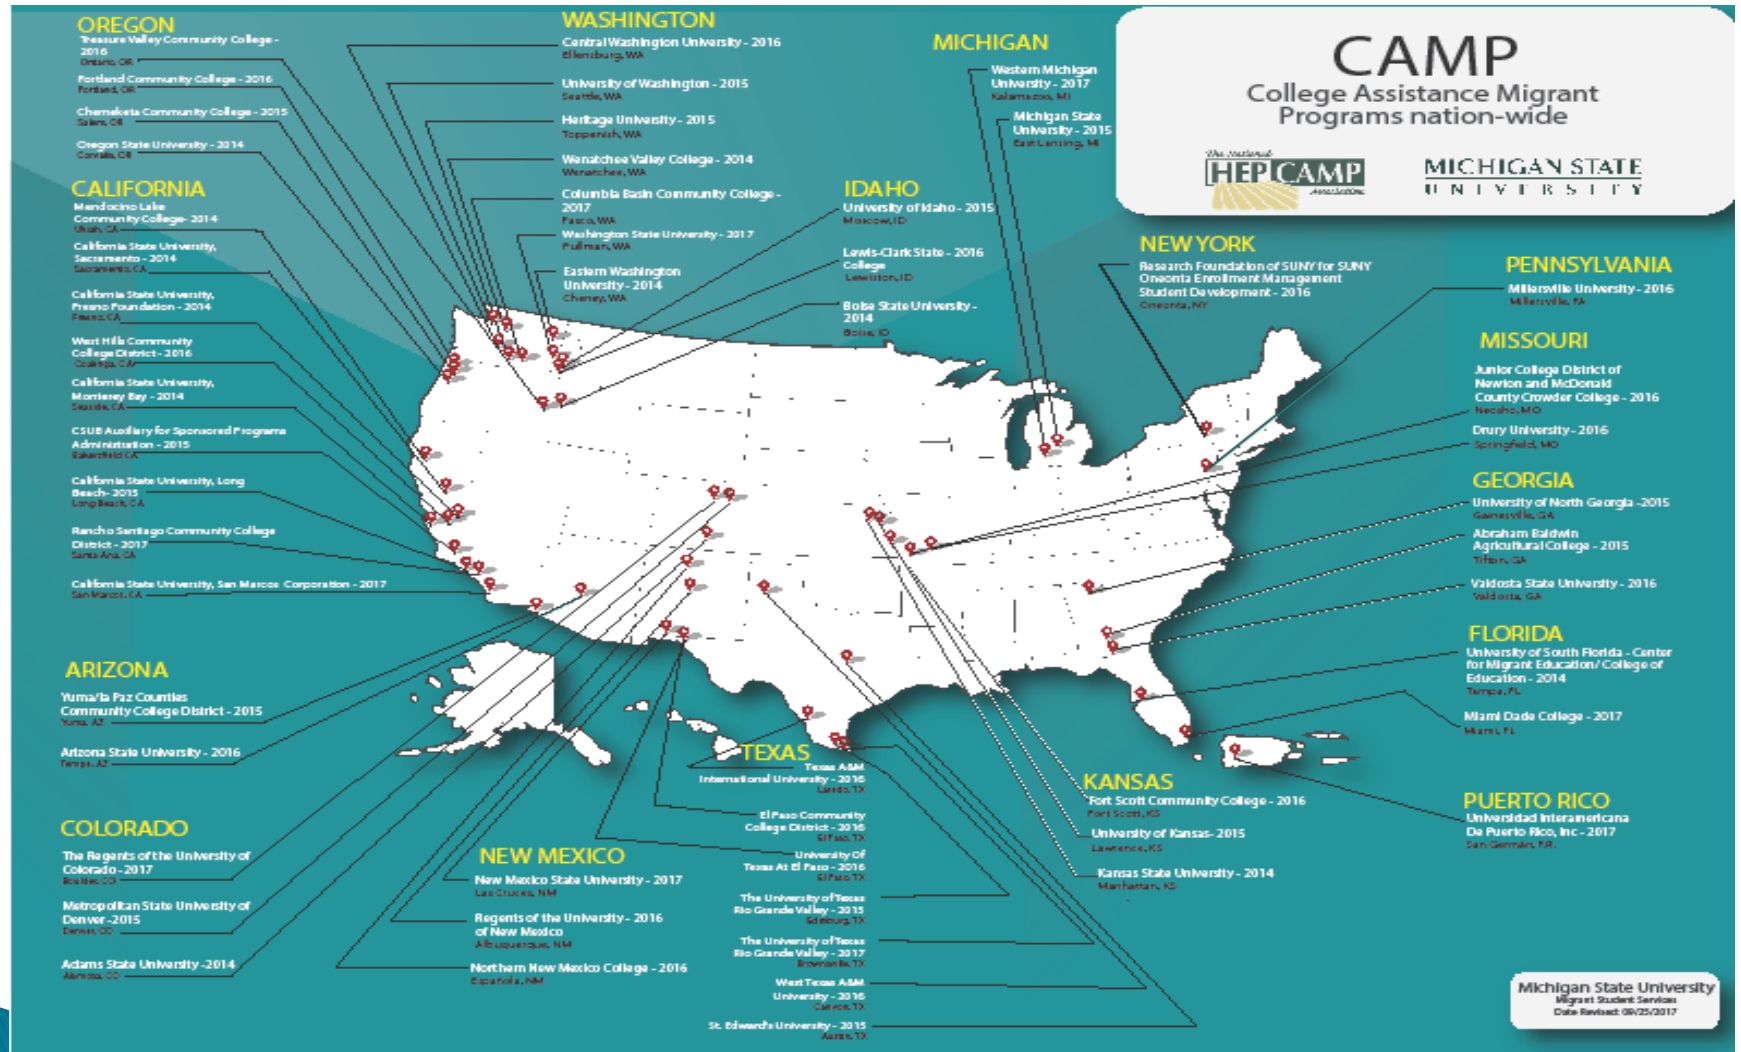 OREGON
Treasure Valley Community College -
2016
Ontario, OR
Portland Community College - 2016
Portland, OR
Chemeketa Community College - 2015
Salem, OR
Oregon State University - 2014
Corvalis, OR
CALIFORNIA
Mendocino Lake
Community College- 2014
Ukiah, CA
California State University,
Sacramento - 2014
Sacramento, CA
California State University,
Fresno Foundation - 2014
Fresno, CA
West Hills Community
College District - 2016
Coalinga, CA
California State University,
Monterey Bay - 2014
Seaside, CA
CSUB Auxiliary for Sponsored Programs
Administration - 2015
Bakersfield CA
California State University, Long
Beach- 2015
Long Beach, CA
Rancho Santiago Community College
District - 2017
Santa Ana, CA
California State University, San Marcos Corporation - 2017
San Marcos, CA
ARIZONA
Yuma/la Paz Counties
Community College District - 2015
Yuma, AZ
Arizona State University - 2016
Tempe, AZ
COLORADO
The Regents of the University of
Colorado - 2017
Boulder, CO
Metropolitan State University of
Denver -2015
Denver, CO
Adams State University -2014
Alamosa, CO
WASHINGTON
Central Washington University - 2016
Ellensburg, WA
University of Washington - 2015
Seattle, WA
Heritage University - 2015
Toppenish, WA
Wenatchee Valley College - 2014
Wenatchee, WA
Columbia Basin Community College -
2017
Pasco, WA
Washington State University - 2017
Pullman, WA
Eastern Washington
University - 2014
Cheney, WA
IDAHO
University of Idaho - 2015
Moscow, ID
Lewis-Clark State - 2016
College
Lewiston, ID
Boise State University -
2014
Boise, ID
MICHIGAN
Western Michigan
University - 2017
Kalamazoo, MI
Michigan State
University - 2015
East Lansing, MI
CAMP
College Assistance Migrant
Programs nation-wide
The National
HEP CAMP
Association
MICHIGAN STATE
UNIVERSITY
NEW YORK
Research Foundation of SUNY for SUNY
Oneonta Enrollment Management
Student Development - 2016
Oneonta, NY
PENNSYLVANIA
Millersville University - 2016
Millersville, PA
MISSOURI
Junior College District of
Newton and McDonald
County Crowder College - 2016
Neosho, MO
Drury University - 2016
Springfield, MO
GEORGIA
University of North Georgia -2015
Gainesville, GA
Abraham Baldwin
Agricultural College - 2015
Tifton, GA
Valdosta State University - 2016
Valdosta, GA
FLORIDA
University of South Florida - Center
for Migrant Education/ College of
Education - 2014
Tampa, FL
Miami Dade College - 2017
Miami, FL
PUERTO RICO
Universidad Interamericana
De Puerto Rico, Inc - 2017
San Germán, P.R.
KANSAS
Fort Scott Community College - 2016
Fort Scott, KS
University of Kansas- 2015
Lawrence, KS
Kansas State University - 2014
Manhattan, KS
TEXAS
Texas A&M
International University - 2016
Laredo, TX
El Paso Community
College District - 2016
El Paso, TX
University Of
Texas At El Paso - 2016
El Paso, TX
The University of Texas
Rio Grande Valley - 2015
Edinburg, TX
The University of Texas
Rio Grande Valley - 2017
Brownsville, TX
West Texas A&M
University - 2016
Canyon, TX
St. Edward's University - 2015
Austin, TX
NEW MEXICO
New Mexico State University - 2017
Las Cruces, NM
Regents of the University - 2016
of New Mexico
Albuquerque, NM
Northern New Mexico College - 2016
Española, NM
Michigan State University
Migrant Student Services
Date Revised: 09/25/2017